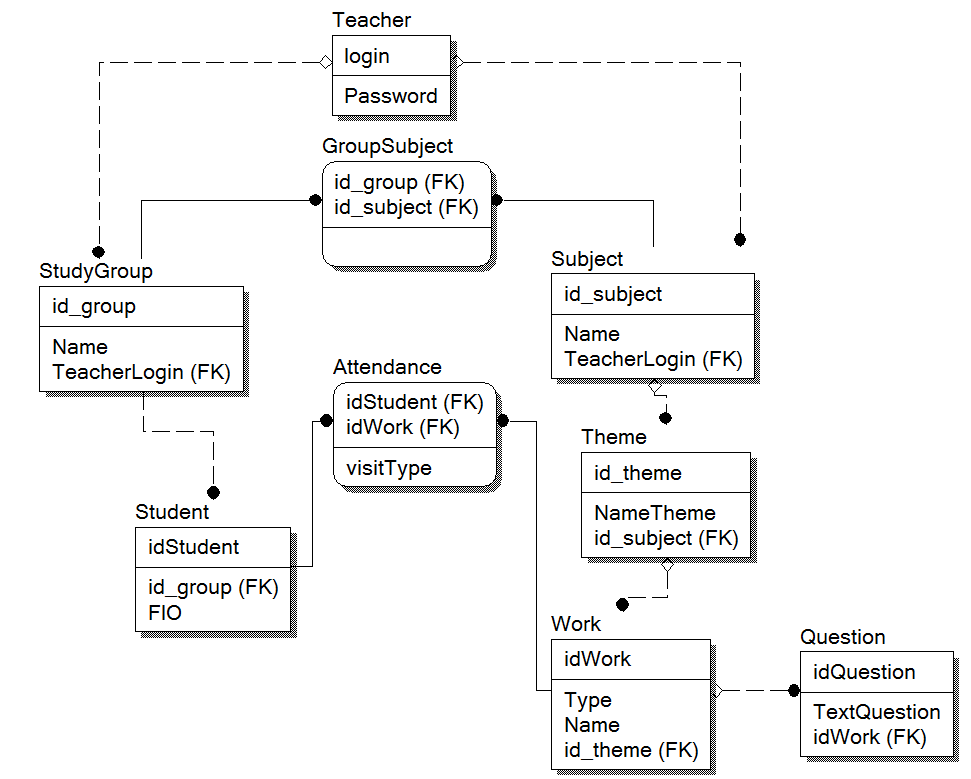 Teacher
login
Password
GroupSubject
id_group (FK)
id_subject (FK)
StudyGroup
id_group
Name
TeacherLogin (FK)
Subject
id_subject
Name
TeacherLogin (FK)
Attendance
idStudent (FK)
idWork (FK)
visitType
Theme
id_theme
NameTheme
id_subject (FK)
Student
idStudent
id_group (FK)
FIO
Work
idWork
Type
Name
id_theme (FK)
Question
idQuestion
TextQuestion
idWork (FK)